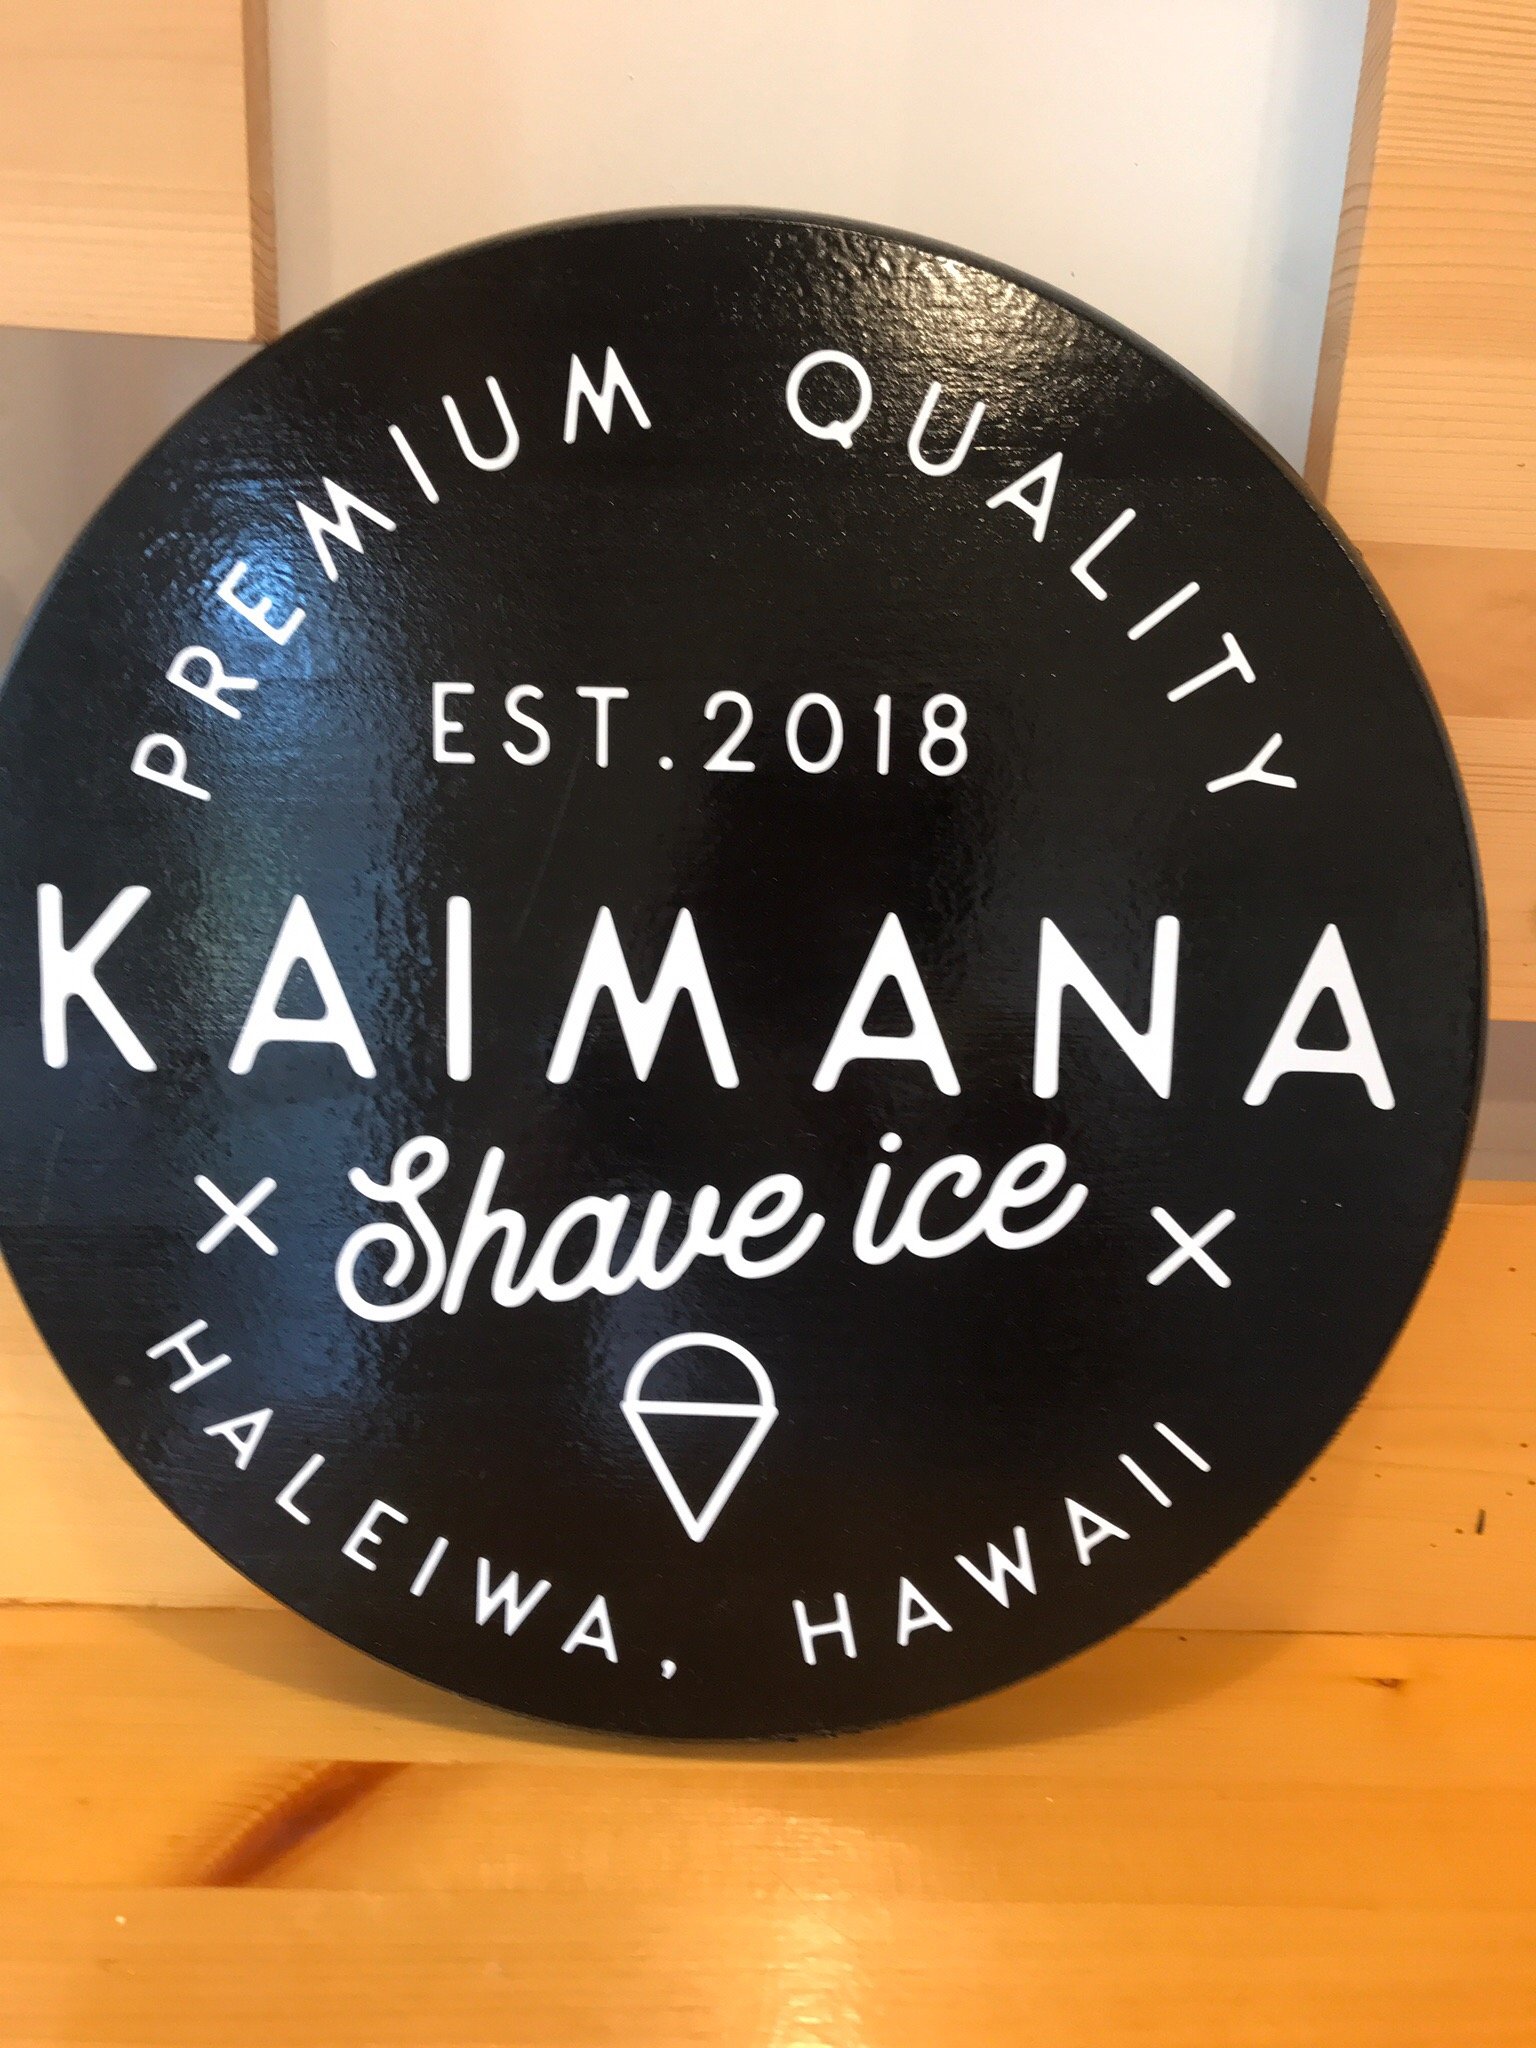 PREMIUM QUALITY
EST.2018
KAIMANA
Shave ice
HALEIWA, HAWAII